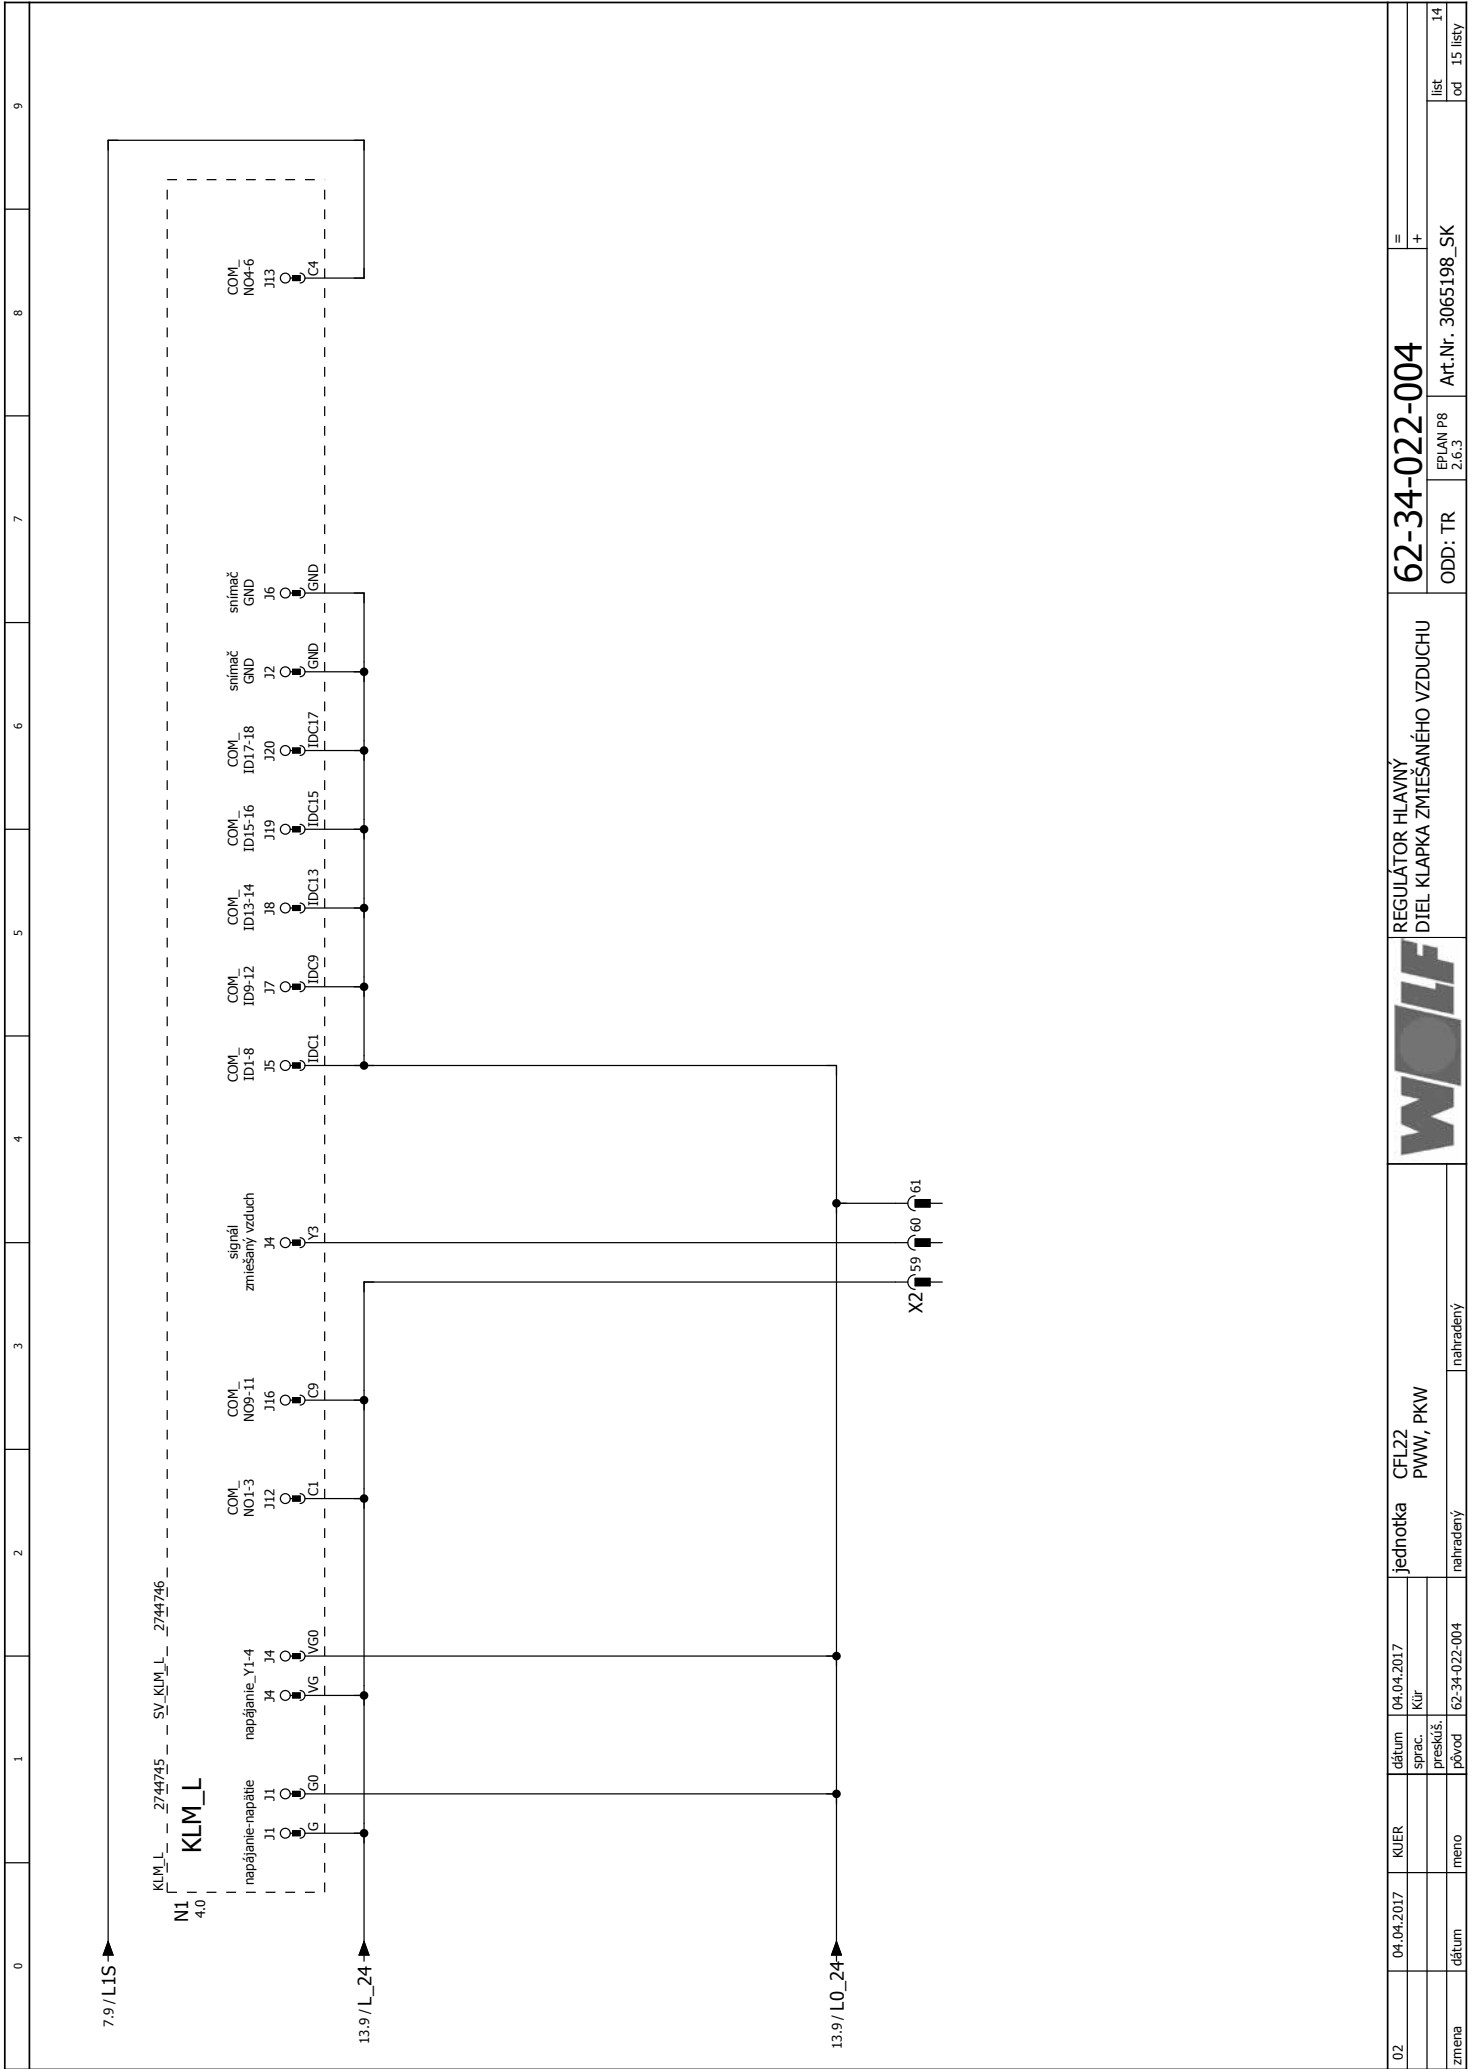 0 1 2 3 4 5 6 7 8 9
7.9 / L1S
13.9 / L_24
13.9 / L0_24
N1
4.0
KLM_L 2744745 SV_KLM_L 2744746
KLM_L
napájanie-napätie
J1 J1
G G0
napájanie_Y1-4
J4 J4
VG VG0
COM_
NO1-3
J12
C1
COM_
NO9-11
J16
C9
signál
zmiešaný vzduch
J4
Y3
COM_
ID1-8
J5
IDC1
COM_
ID9-12
J7
IDC9
COM_
ID13-14
J8
IDC13
COM_
ID15-16
J19
IDC15
COM_
ID17-18
J20
IDC17
snímač
GND
J2
GND
snímač
GND
J6
GND
COM_
NO4-6
J13
C4
X2 59 60 61
02 04.04.2017 KUER
zmena dátum meno
dátum 04.04.2017
sprac. Kür
preskúš.
pôvod 62-34-022-004
jednotka CFL22
PWW, PKW
nahradený nahradený
WOLF
REGULÁTOR HLAVNÝ
DIEL KLAPKA ZMIEŠANÉHO VZDUCHU
62-34-022-004
=
+
ODD: TR
EPLAN P8
2.6.3
Art.Nr. 3065198_SK
list 14
od 15 listy